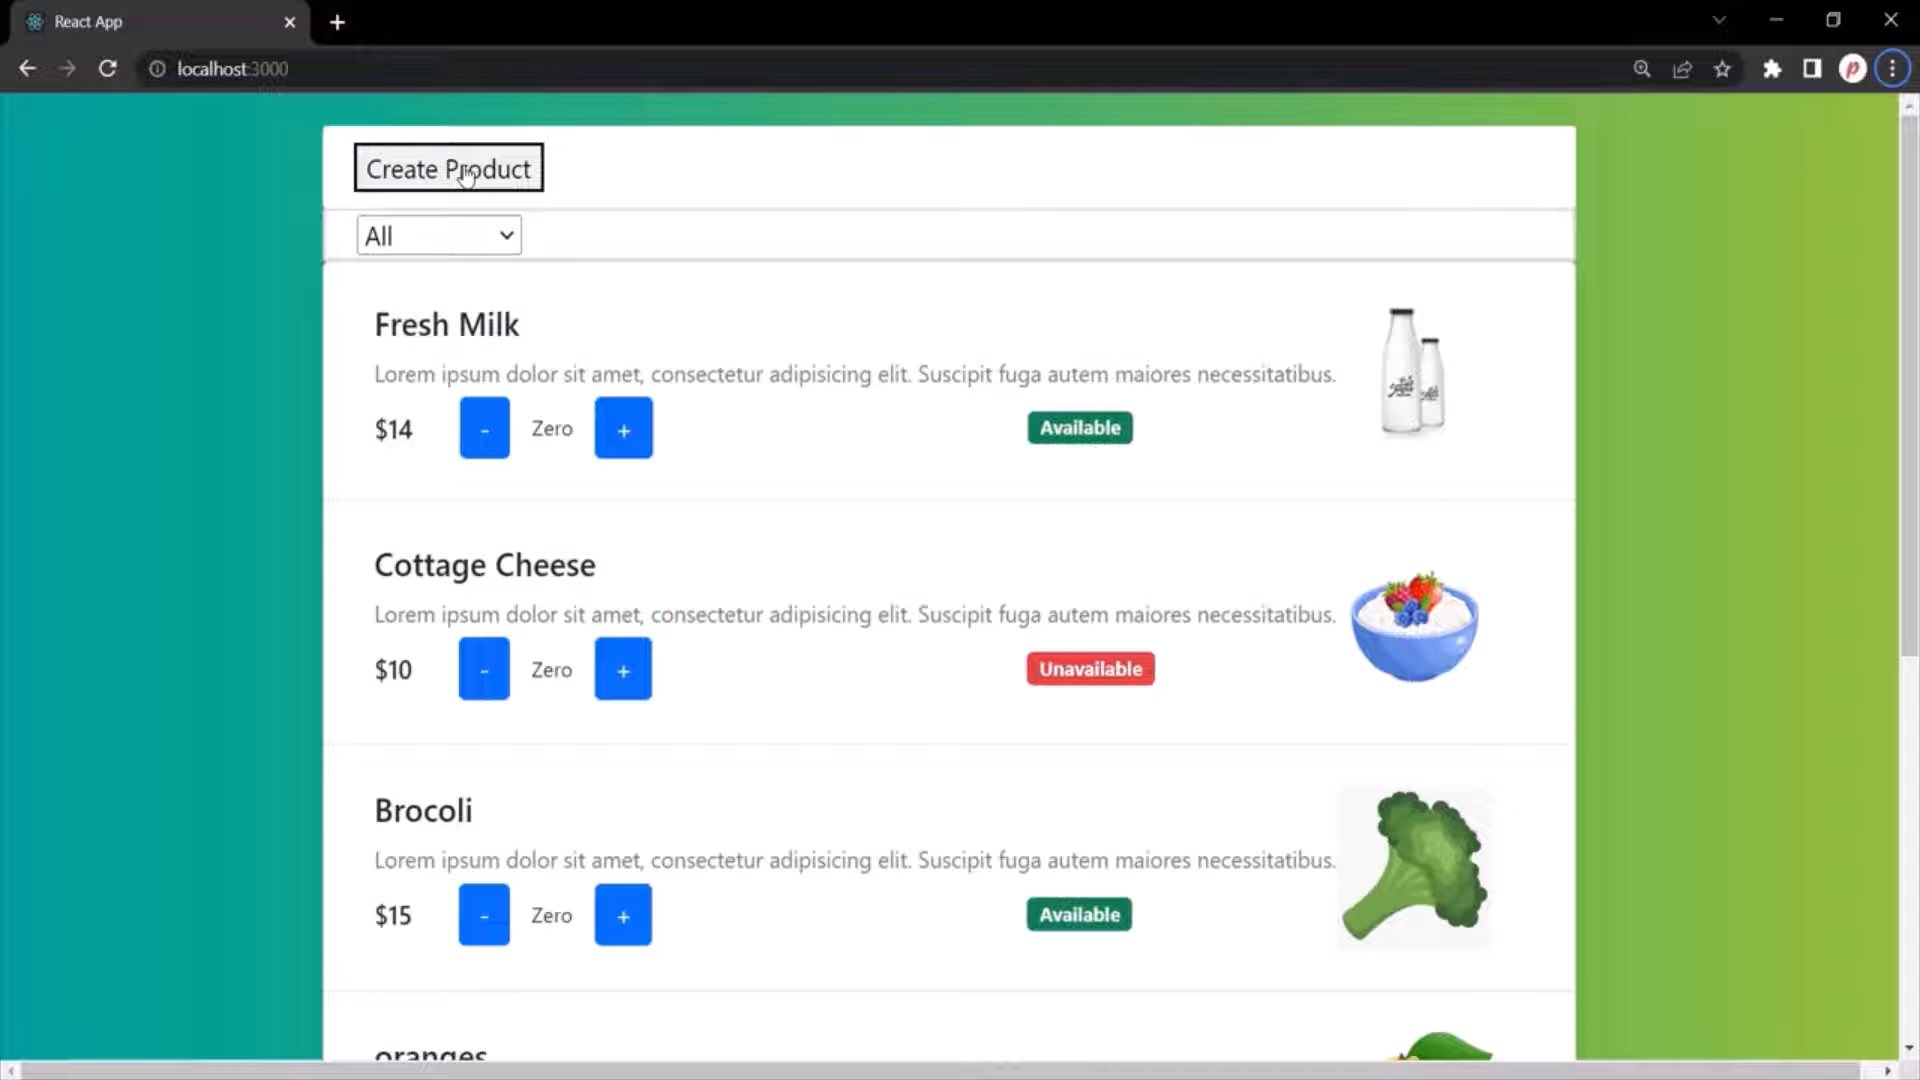 React App
localhost:3000
Create Product
All
Fresh Milk
Lorem ipsum dolor sit amet, consectetur adipisicing elit. Suscipit fuga autem maiores necessitatibus.
$14 - Zero + Available
Cottage Cheese
Lorem ipsum dolor sit amet, consectetur adipisicing elit. Suscipit fuga autem maiores necessitatibus.
$10 - Zero + Unavailable
Brocoli
Lorem ipsum dolor sit amet, consectetur adipisicing elit. Suscipit fuga autem maiores necessitatibus.
$15 - Zero + Available
oranges